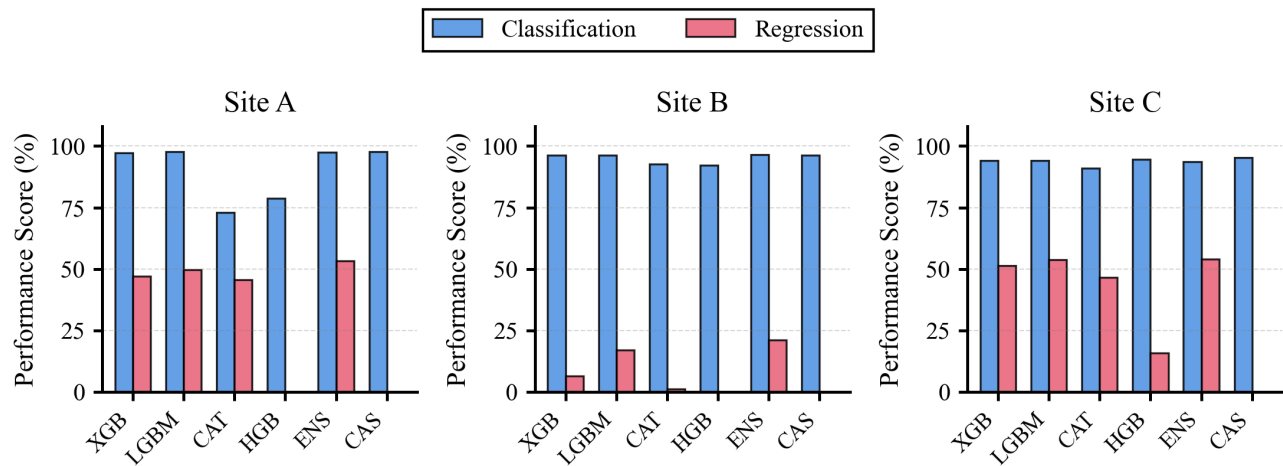 Classification Regression
Site A
Performance Score (%)
100
75
50
25
0
XGB LGBM CAT HGB ENS CAS
Site B
Performance Score (%)
100
75
50
25
0
XGB LGBM CAT HGB ENS CAS
Site C
Performance Score (%)
100
75
50
25
0
XGB LGBM CAT HGB ENS CAS